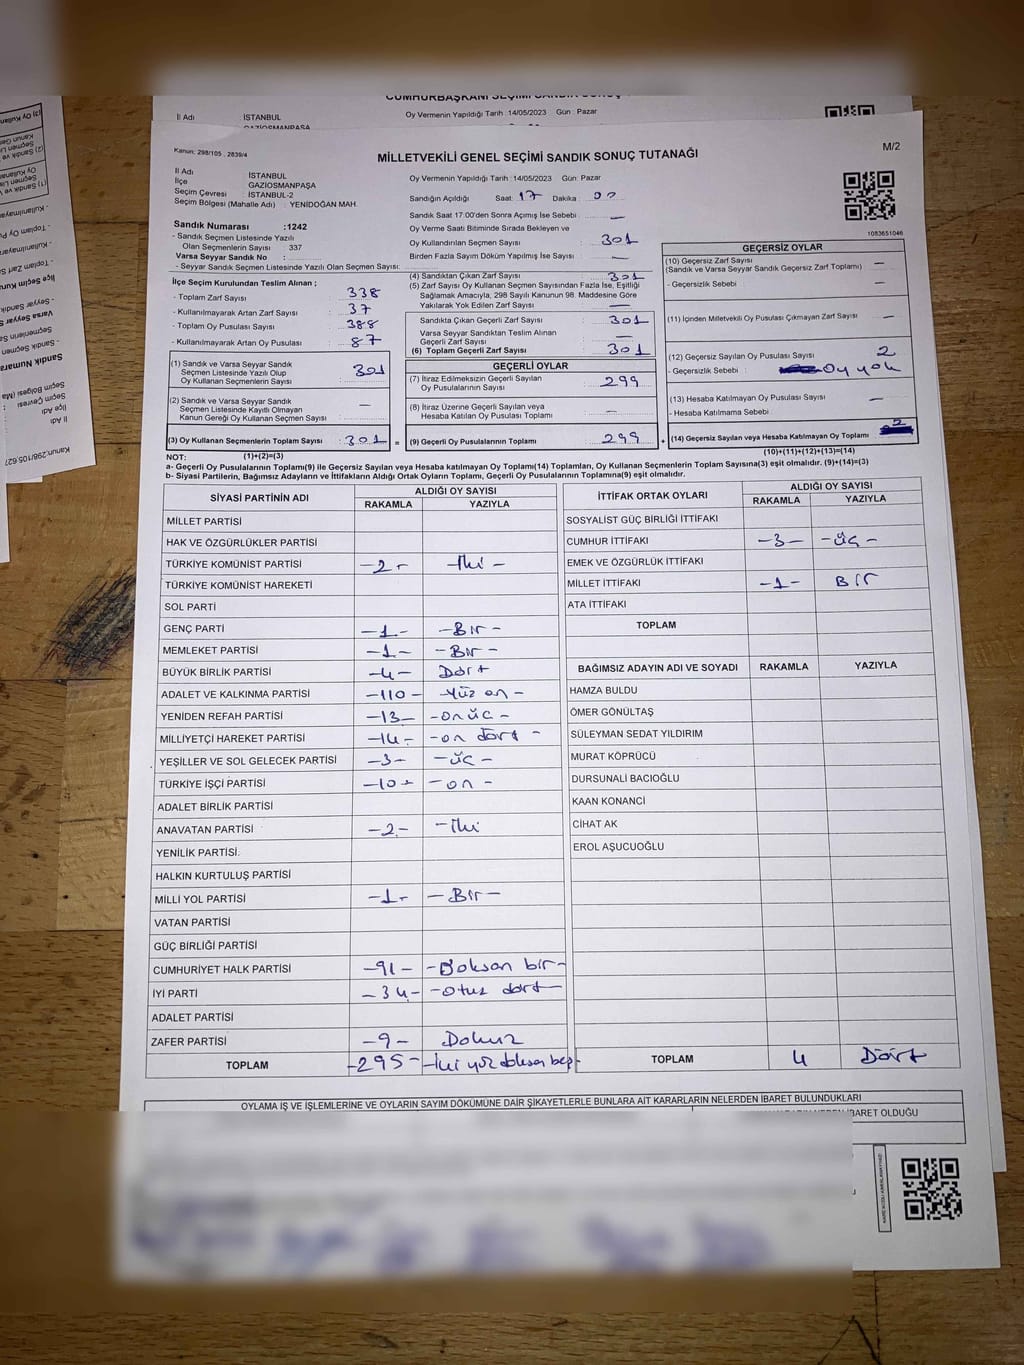 CUMHURBAŞKANI SEÇİMİ SANDIK SONUÇ
İl Adı İSTANBUL Oy Vermenin Yapıldığı Tarih :14/05/2023 Gün : Pazar
GAZİOSMANPAŞA
Kanun: 298/105 , 2839/4
MİLLETVEKİLİ GENEL SEÇİMİ SANDIK SONUÇ TUTANAĞI
M/2
İl Adı İSTANBUL
İlçe GAZİOSMANPAŞA
Seçim Çevresi İSTANBUL-2
Seçim Bölgesi (Mahalle Adı) : YENİDOĞAN MAH.
Sandık Numarası :1242
- Sandık Seçmen Listesinde Yazılı
Olan Seçmenlerin Sayısı 337
Varsa Seyyar Sandık No :
- Seyyar Sandık Seçmen Listesinde Yazılı Olan Seçmen Sayısı:
İlçe Seçim Kurulundan Teslim Alınan ;
- Toplam Zarf Sayısı : 338
- Kullanılmayarak Artan Zarf Sayısı : 37
- Toplam Oy Pusulası Sayısı : 388
- Kullanılmayarak Artan Oy Pusulası : 87
(1) Sandık ve Varsa Seyyar Sandık
Seçmen Listesinde Yazılı Olup
Oy Kullanan Seçmenlerin Sayısı : 301
(2) Sandık ve Varsa Seyyar Sandık
Seçmen Listesinde Kayıtlı Olmayan
Kanun Gereği Oy Kullanan Seçmen Sayısı : —
(3) Oy Kullanan Seçmenlerin Toplam Sayısı : 301 =
(1)+(2)=(3)
Oy Vermenin Yapıldığı Tarih :14/05/2023 Gün: Pazar
Sandığın Açıldığı Saat: 17 Dakika :
Sandık Saat 17:00'den Sonra Açımış İse Sebebi : —
Oy Verme Saati Bitiminde Sırada Bekleyen ve
Oy Kullandırılan Seçmen Sayısı : 301
Birden Fazla Sayım Döküm Yapılmış İse Sayısı : —
(4) Sandıktan Çıkan Zarf Sayısı : 301
(5) Zarf Sayısı Oy Kullanan Seçmen Sayısından Fazla İse, Eşitliği
Sağlamak Amacıyla, 298 Sayılı Kanunun 98. Maddesine Göre
Yakılarak Yok Edilen Zarf Sayısı : —
Sandıkta Çıkan Geçerli Zarf Sayısı : 301
Varsa Seyyar Sandıktan Teslim Alınan
Geçerli Zarf Sayısı : —
(6) Toplam Geçerli Zarf Sayısı : 301
GEÇERLİ OYLAR
(7) İtiraz Edilmeksizin Geçerli Sayılan
Oy Pusulalarının Sayısı : 299
(8) İtiraz Üzerine Geçerli Sayılan veya
Hesaba Katılan Oy Pusulası Toplamı : —
(9) Geçerli Oy Pusulalarının Toplamı : 299 +
1083651046
GEÇERSİZ OYLAR
(10) Geçersiz Zarf Sayısı
(Sandık ve Varsa Seyyar Sandık Geçersiz Zarf Toplamı) : —
- Geçersizlik Sebebi : —
(11) İçinden Milletvekili Oy Pusulası Çıkmayan Zarf Sayısı : —
(12) Geçersiz Sayılan Oy Pusulası Sayısı : 2
- Geçersizlik Sebebi : Oy yok
(13) Hesaba Katılmayan Oy Pusulası Sayısı : —
- Hesaba Katılmama Sebebi :
(14) Geçersiz Sayılan veya Hesaba Katılmayan Oy Toplamı : 2
(10)+(11)+(12)+(13)=(14)
NOT:
a- Geçerli Oy Pusulalarının Toplamı(9) ile Geçersiz Sayılan veya Hesaba katılmayan Oy Toplamı(14) Toplamları, Oy Kullanan Seçmenlerin Toplam Sayısına(3) eşit olmalıdır. (9)+(14)=(3)
b- Siyasi Partilerin, Bağımsız Adayların ve İttifakların Aldığı Ortak Oyların Toplamı, Geçerli Oy Pusulalarının Toplamına(9) eşit olmalıdır.
SİYASİ PARTİNİN ADI ALDIĞI OY SAYISI
RAKAMLA YAZIYLA
MİLLET PARTİSİ
HAK VE ÖZGÜRLÜKLER PARTİSİ
TÜRKİYE KOMÜNİST PARTİSİ -2- -İki-
TÜRKİYE KOMÜNİST HAREKETİ
SOL PARTİ
GENÇ PARTİ -1- -Bir-
MEMLEKET PARTİSİ -1- -Bir-
BÜYÜK BİRLİK PARTİSİ -4- Dört
ADALET VE KALKINMA PARTİSİ -110- -Yüz on-
YENİDEN REFAH PARTİSİ -13- -on üç-
MİLLİYETÇİ HAREKET PARTİSİ -14- -on dört-
YEŞİLLER VE SOL GELECEK PARTİSİ -3- -üç-
TÜRKİYE İŞÇİ PARTİSİ -10- -on-
ADALET BİRLİK PARTİSİ
ANAVATAN PARTİSİ -2- -İki
YENİLİK PARTİSİ
HALKIN KURTULUŞ PARTİSİ
MİLLİ YOL PARTİSİ -1- -Bir-
VATAN PARTİSİ
GÜÇ BİRLİĞİ PARTİSİ
CUMHURİYET HALK PARTİSİ -91- -Doksan bir-
İYİ PARTİ -34- -otuz dört-
ADALET PARTİSİ
ZAFER PARTİSİ -9- Dokuz
TOPLAM -295- -İki yüz doksan beş-
İTTİFAK ORTAK OYLARI ALDIĞI OY SAYISI
RAKAMLA YAZIYLA
SOSYALİST GÜÇ BİRLİĞİ İTTİFAKI
CUMHUR İTTİFAKI -3- -üç-
EMEK VE ÖZGÜRLÜK İTTİFAKI
MİLLET İTTİFAKI -1- Bir
ATA İTTİFAKI
TOPLAM
BAĞIMSIZ ADAYIN ADI VE SOYADI RAKAMLA YAZIYLA
HAMZA BULDU
ÖMER GÖNÜLTAŞ
SÜLEYMAN SEDAT YILDIRIM
MURAT KÖPRÜCÜ
DURSUNALİ BACIOĞLU
KAAN KONANCİ
CİHAT AK
EROL AŞUCUOĞLU
TOPLAM 4 Dört
OYLAMA İŞ VE İŞLEMLERİNE VE OYLARIN SAYIM DÖKÜMÜNE DAİR ŞİKAYETLERLE BUNLARA AİT KARARLARIN NELERDEN İBARET BULUNDUKLARI
İBARET OLDUĞU